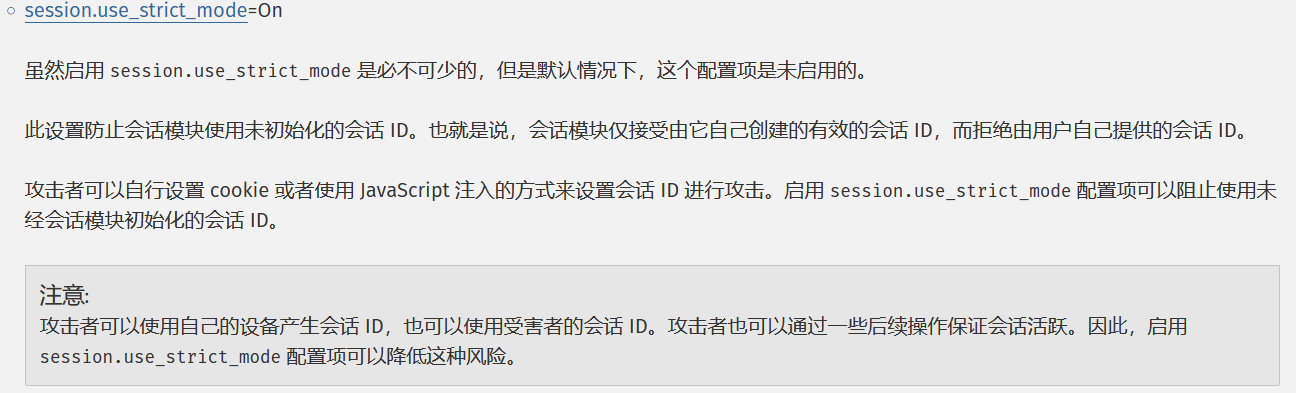 session.use_strict_mode=On
虽然启用 session.use_strict_mode 是必不可少的，但是默认情况下，这个配置项是未启用的。
此设置防止会话模块使用未初始化的会话 ID。也就是说，会话模块仅接受由它自己创建的有效的会话 ID，而拒绝由用户自己提供的会话 ID。
攻击者可以自行设置 cookie 或者使用 JavaScript 注入的方式来设置会话 ID 进行攻击。启用 session.use_strict_mode 配置项可以阻止使用未
经会话模块初始化的会话 ID。
注意:
攻击者可以使用自己的设备产生会话 ID，也可以使用受害者的会话 ID。攻击者也可以通过一些后续操作保证会话活跃。因此，启用
session.use_strict_mode 配置项可以降低这种风险。